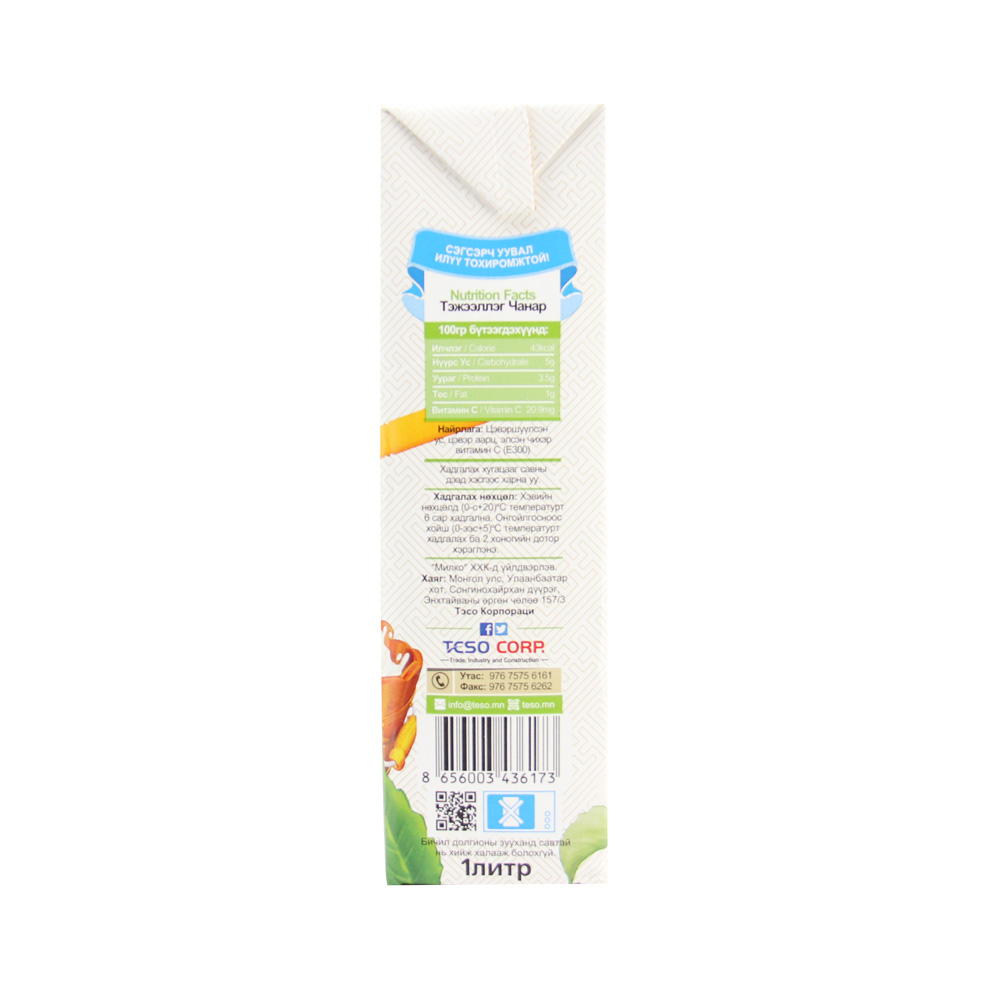 СЭГСЭРЧ УУВАЛ
ИЛҮҮ ТОХИРОМЖТОЙ!
Nutrition Facts
Тэжээллэг Чанар
100гр бүтээгдэхүүнд:
Илчлэг / Calorie 43kcal
Нүүрс Ус / Carbohydrate 5g
Уураг / Protein 3.5g
Тос / Fat 1g
Витамин С / Vitamin C 20.9mg
Найрлага: Цэвэршүүлсэн
ус, цэвэр аарц, элсэн чихэр
витамин С (E300)
Хадгалах хугацааг савны
дээд хэсгээс харна уу.
Хадгалах нөхцөл: Хэвийн
нөхцөлд (0-с+20)°C температурт
6 сар хадгална. Онгойлгосноос
хойш (0-ээс+5)°C температурт
хадгалах ба 2 хоногийн дотор
хэрэглэнэ.
"Милко" ХХК-д үйлдвэрлэв.
Хаяг: Монгол улс, Улаанбаатар
хот, Сонгинохайрхан дүүрэг,
Энхтайваны өргөн чөлөө 157/3
Тэсо Корпораци
TESO CORP.
Trade, Industry and Construction
Утас: 976 7575 6161
Факс: 976 7575 6262
info@teso.mn teso.mn
8 656003 436173
Бичил долгионы зууханд савтай
нь хийж халааж болохгүй.
1литр